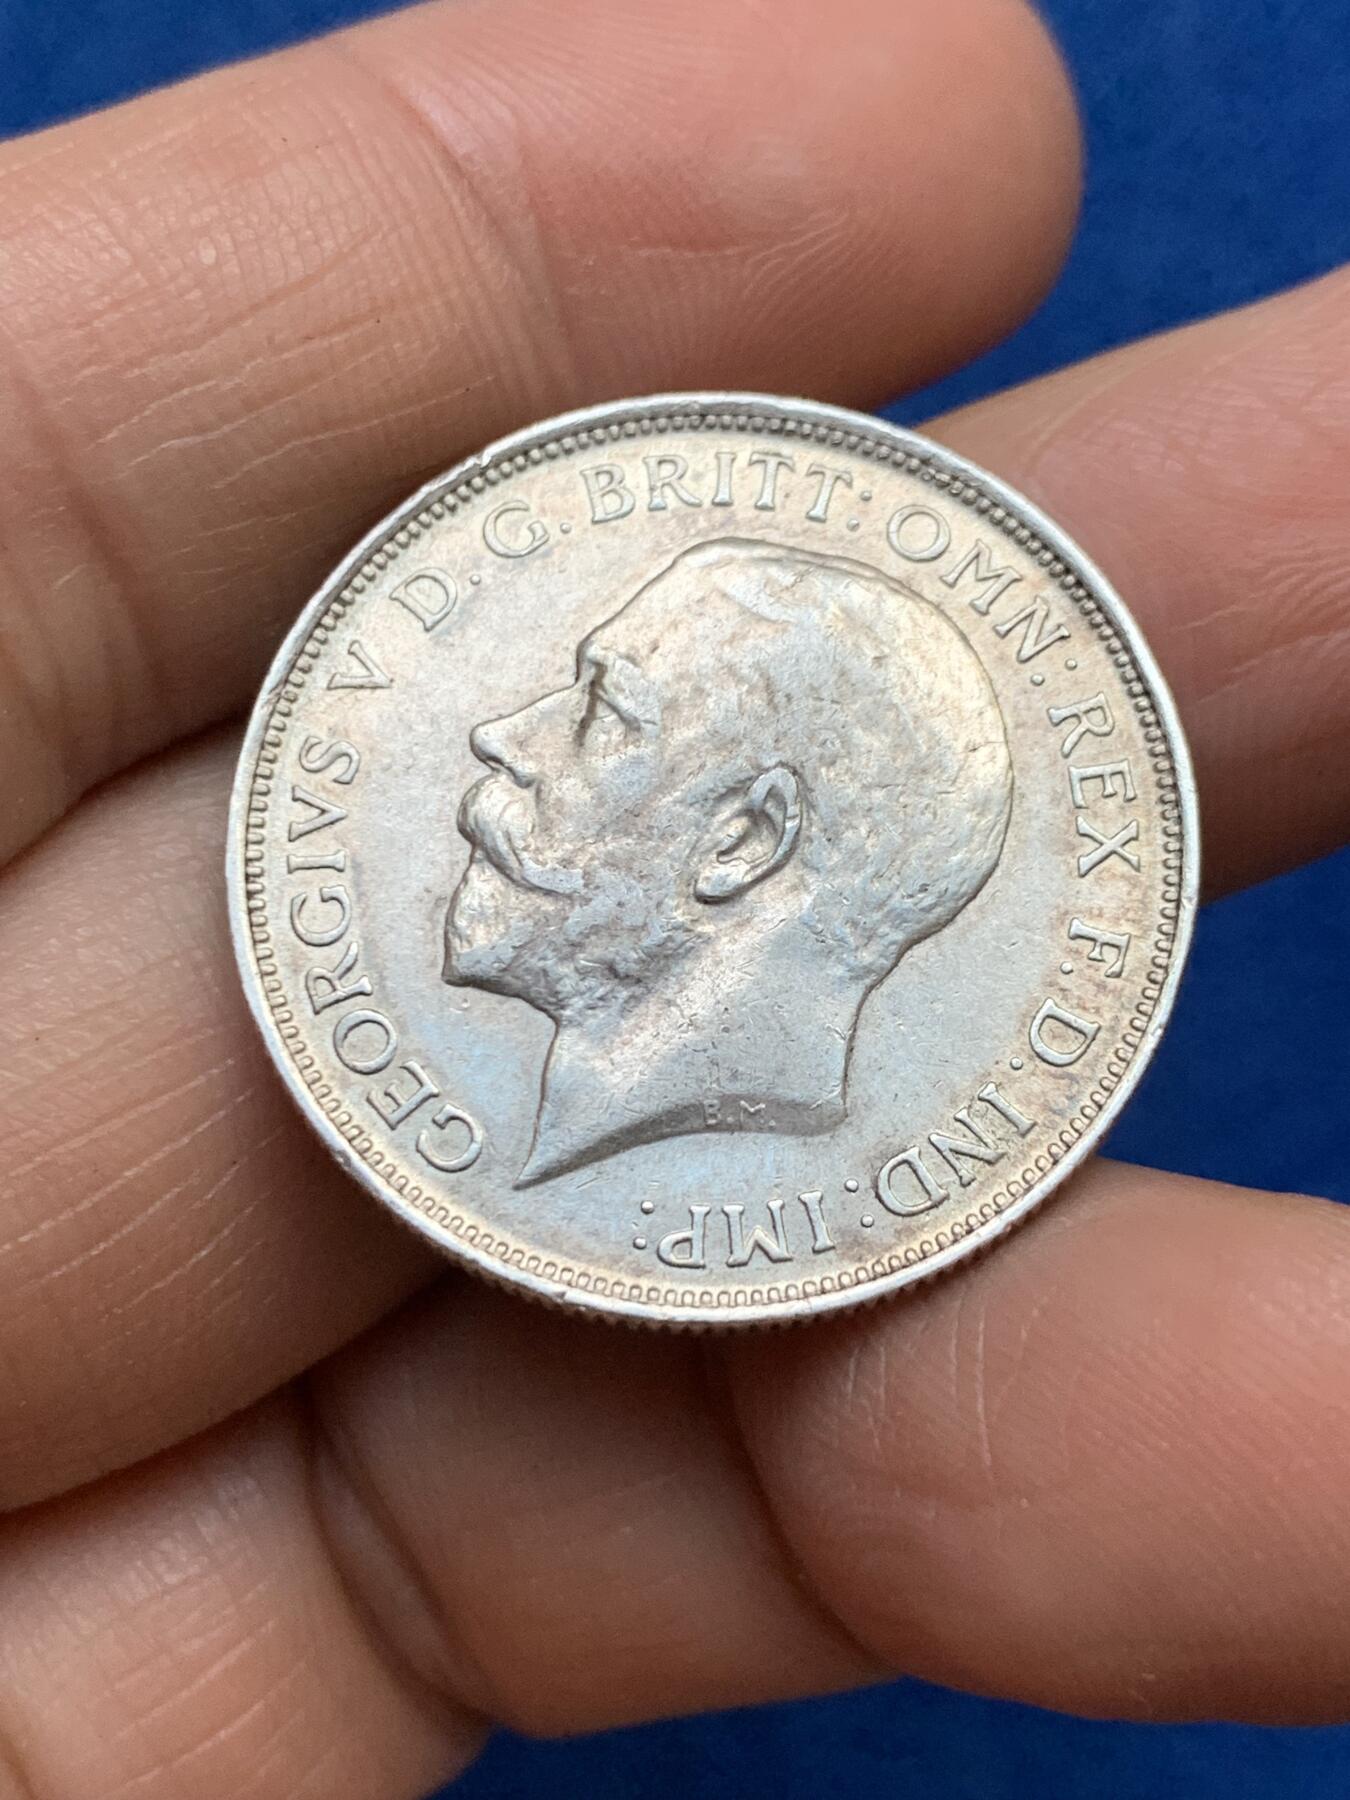 GEORGIVS V D. G. BRITT: OMN: REX F. D: IND: IMP:
B.M.